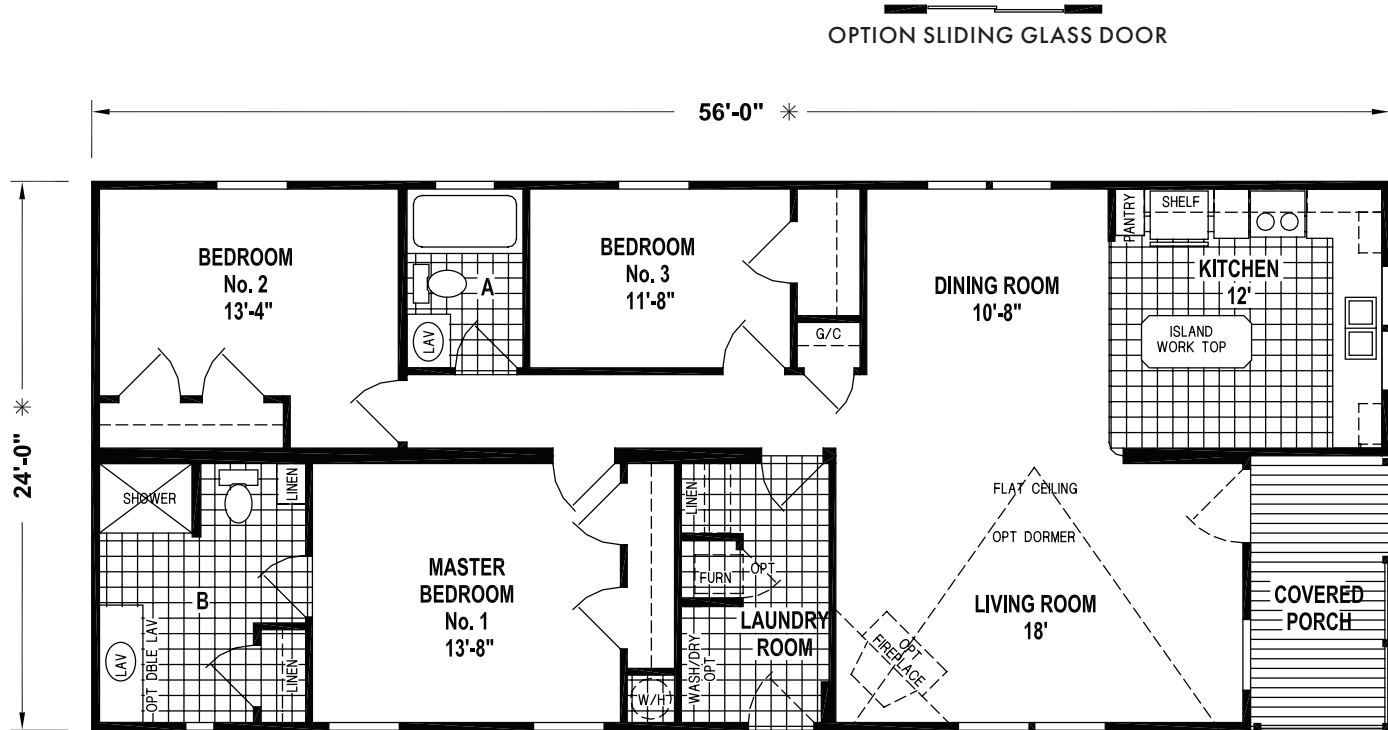 OPTION SLIDING GLASS DOOR
56'-0" ✳
24'-0" ✳
BEDROOM
No. 2
13'-4"
A
LAV
BEDROOM
No. 3
11'-8"
G/C
DINING ROOM
10'-8"
PANTRY
SHELF
KITCHEN
12'
ISLAND
WORK TOP
SHOWER
LINEN
B
LAV
OPT DBLE LAV
LINEN
MASTER
BEDROOM
No. 1
13'-8"
W/H
LINEN
FURN
OPT
LAUNDRY
ROOM
WASH/DRY
OPT
FLAT CEILING
OPT DORMER
LIVING ROOM
18'
OPT
FIREPLACE
COVERED
PORCH